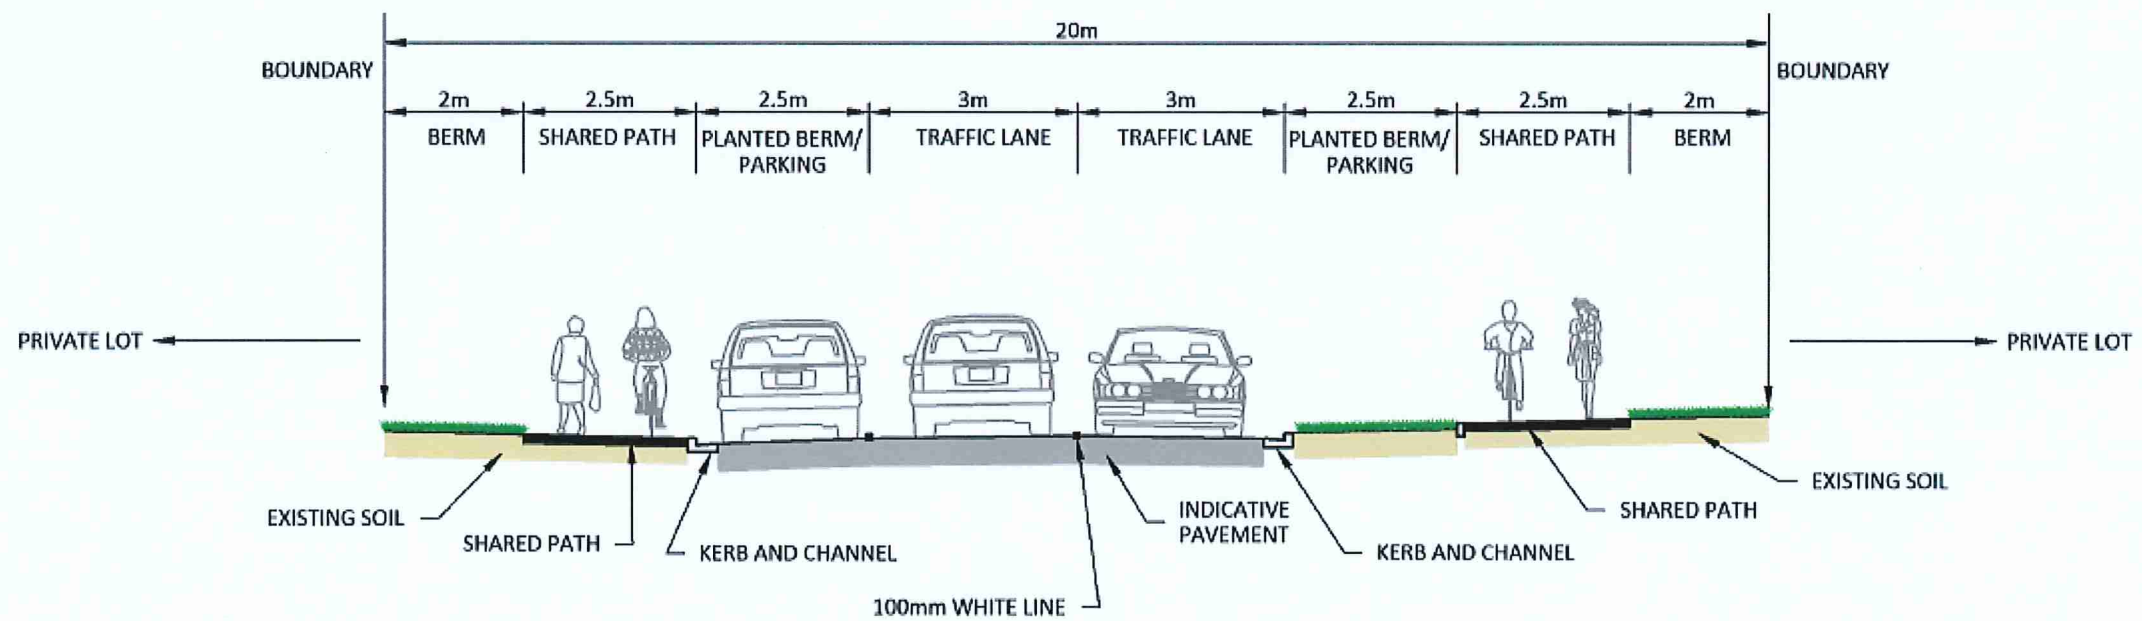 20m
BOUNDARY
BOUNDARY
2m
2.5m
2.5m
3m
3m
2.5m
2.5m
2m
BERM
SHARED PATH
PLANTED BERM/
PARKING
TRAFFIC LANE
TRAFFIC LANE
PLANTED BERM/
PARKING
SHARED PATH
BERM
PRIVATE LOT
PRIVATE LOT
EXISTING SOIL
SHARED PATH
KERB AND CHANNEL
100mm WHITE LINE
INDICATIVE
PAVEMENT
KERB AND CHANNEL
SHARED PATH
EXISTING SOIL